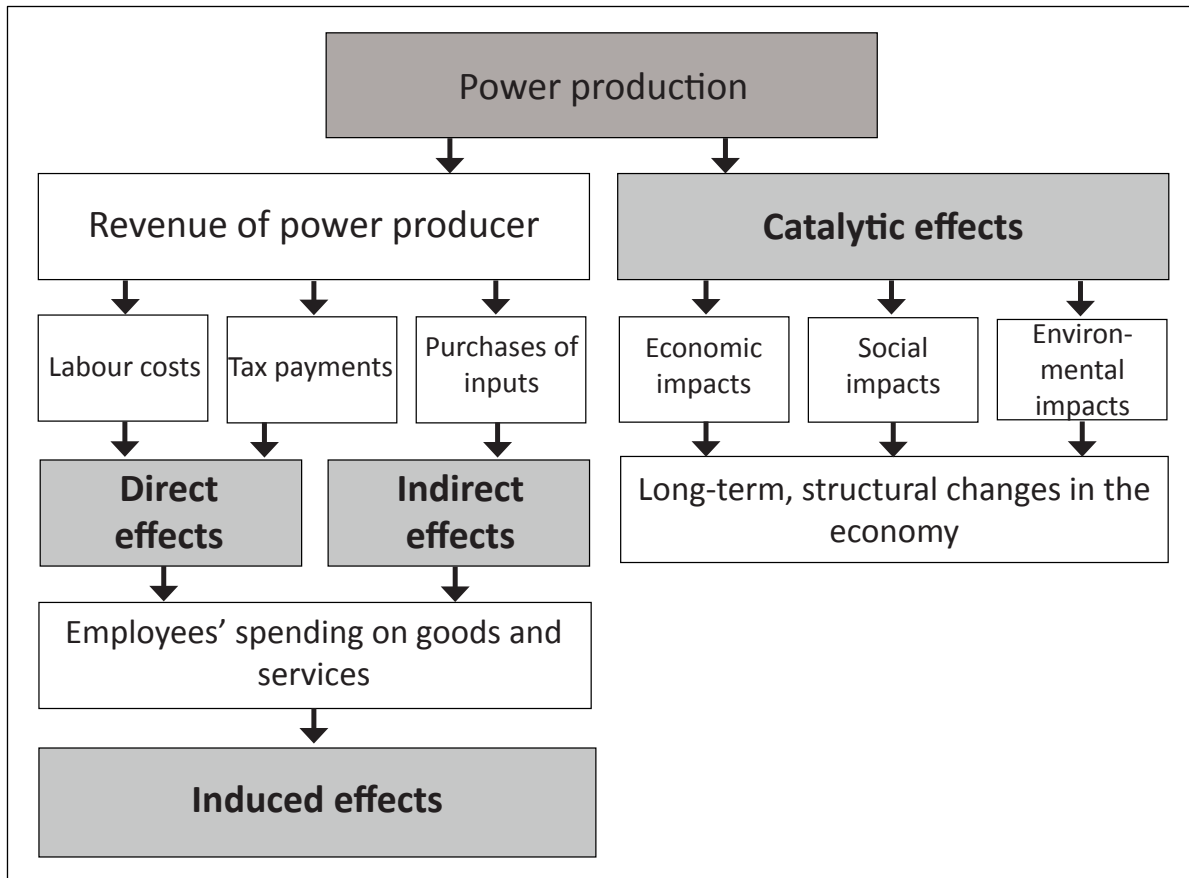 Power production
Revenue of power producer
Catalytic effects
Labour costs
Tax payments
Purchases of
inputs
Economic
impacts
Social
impacts
Environ-
mental
impacts
Direct
effects
Indirect
effects
Long-term, structural changes in the
economy
Employees’ spending on goods and
services
Induced effects